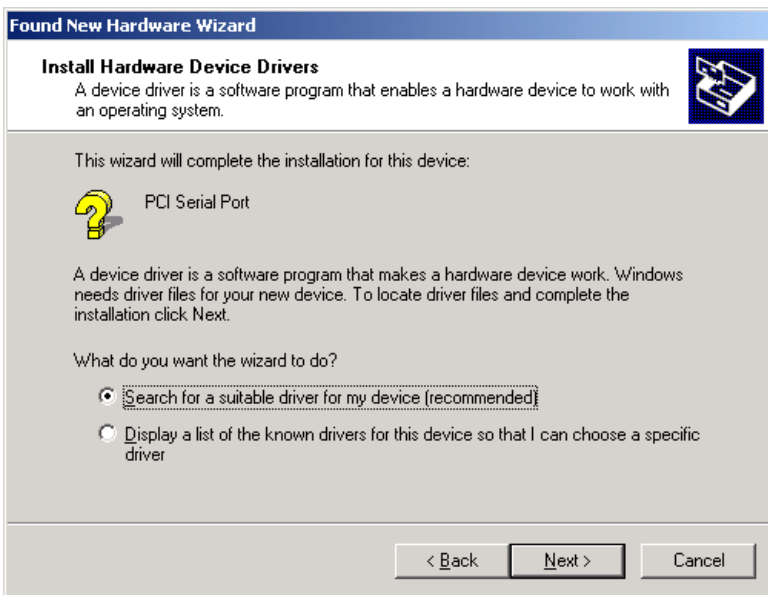 Found New Hardware Wizard
Install Hardware Device Drivers
A device driver is a software program that enables a hardware device to work with
an operating system.
This wizard will complete the installation for this device:
PCI Serial Port
A device driver is a software program that makes a hardware device work. Windows
needs driver files for your new device. To locate driver files and complete the
installation click Next.
What do you want the wizard to do?
Search for a suitable driver for my device (recommended)
Display a list of the known drivers for this device so that I can choose a specific
driver
< Back Next > Cancel